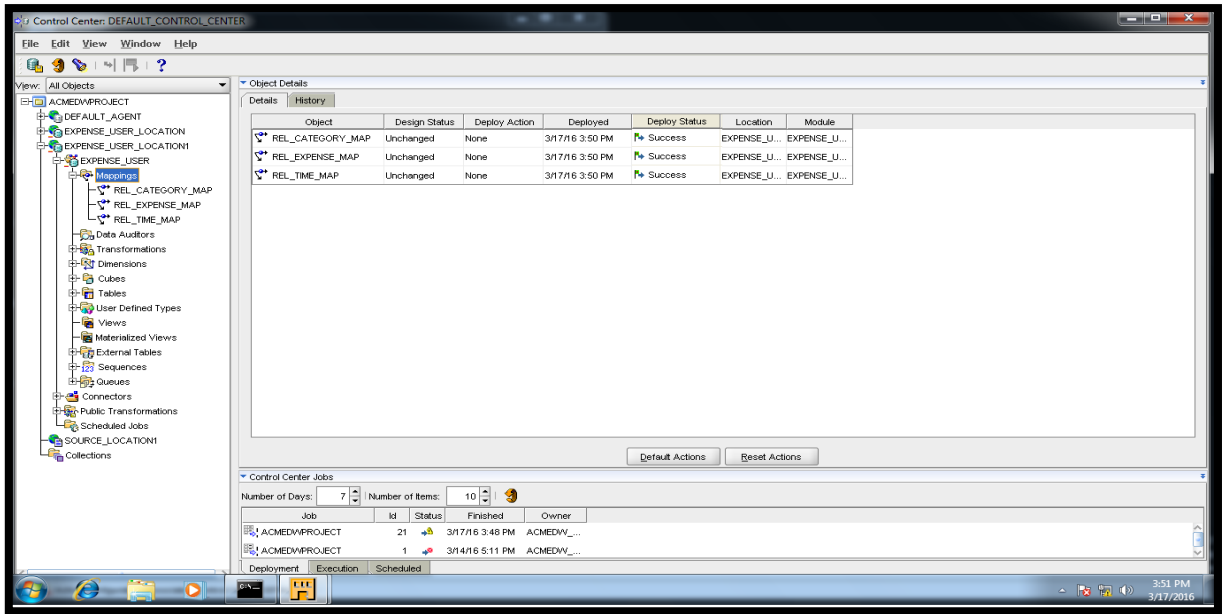 Control Center: DEFAULT_CONTROL_CENTER
File Edit View Window Help
View: All Objects
ACMEDWPROJECT
DEFAULT_AGENT
EXPENSE_USER_LOCATION
EXPENSE_USER_LOCATION1
EXPENSE_USER
Mappings
REL_CATEGORY_MAP
REL_EXPENSE_MAP
REL_TIME_MAP
Data Auditors
Transformations
Dimensions
Cubes
Tables
User Defined Types
Views
Materialized Views
External Tables
Sequences
Queues
Connectors
Public Transformations
Scheduled Jobs
SOURCE_LOCATION1
Collections
Object Details
Details History
Object Design Status Deploy Action Deployed Deploy Status Location Module
REL_CATEGORY_MAP Unchanged None 3/17/16 3:50 PM Success EXPENSE_U... EXPENSE_U...
REL_EXPENSE_MAP Unchanged None 3/17/16 3:50 PM Success EXPENSE_U... EXPENSE_U...
REL_TIME_MAP Unchanged None 3/17/16 3:50 PM Success EXPENSE_U... EXPENSE_U...
Default Actions Reset Actions
Control Center Jobs
Number of Days: 7 Number of Items: 10
Job Id Status Finished Owner
ACMEDWPROJECT 21 3/17/16 3:48 PM ACMEDW_...
ACMEDWPROJECT 1 3/14/16 5:11 PM ACMEDW_...
Deployment Execution Scheduled
3:51 PM
3/17/2016